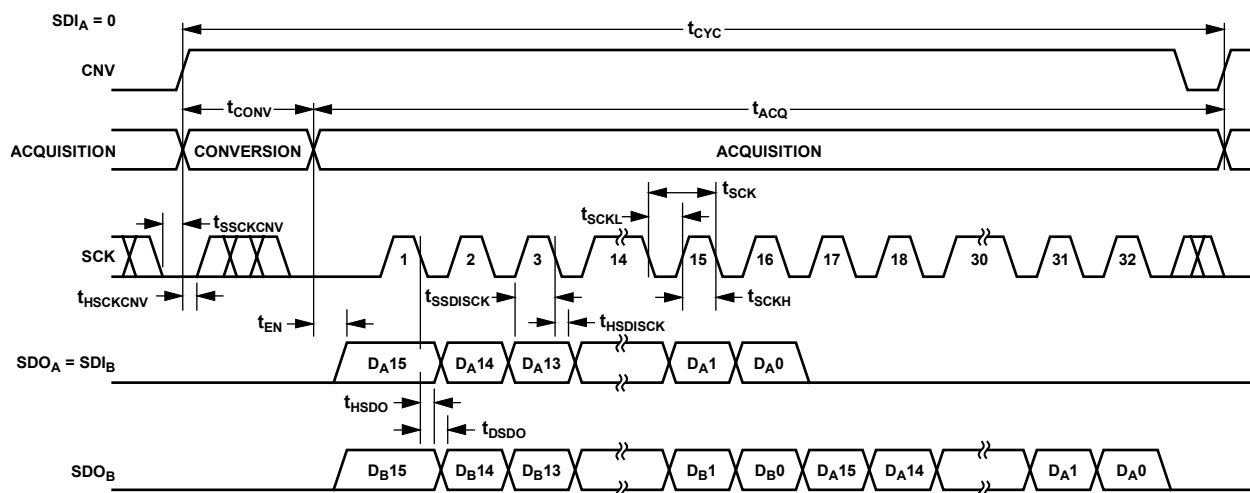 SDIA = 0
tCYC
CNV
tCONV
tACQ
ACQUISITION
CONVERSION
ACQUISITION
tSCK
tSSCKCNV
tSCKL
SCK
1
2
3
14
15
16
17
18
30
31
32
tHSCKCNV
tSSDISCK
tSCKH
tEN
tHSDISCK
SDOA = SDIB
DA15
DA14
DA13
DA1
DA0
tHSDO
tDSDO
SDOB
DB15
DB14
DB13
DB1
DB0
DA15
DA14
DA1
DA0